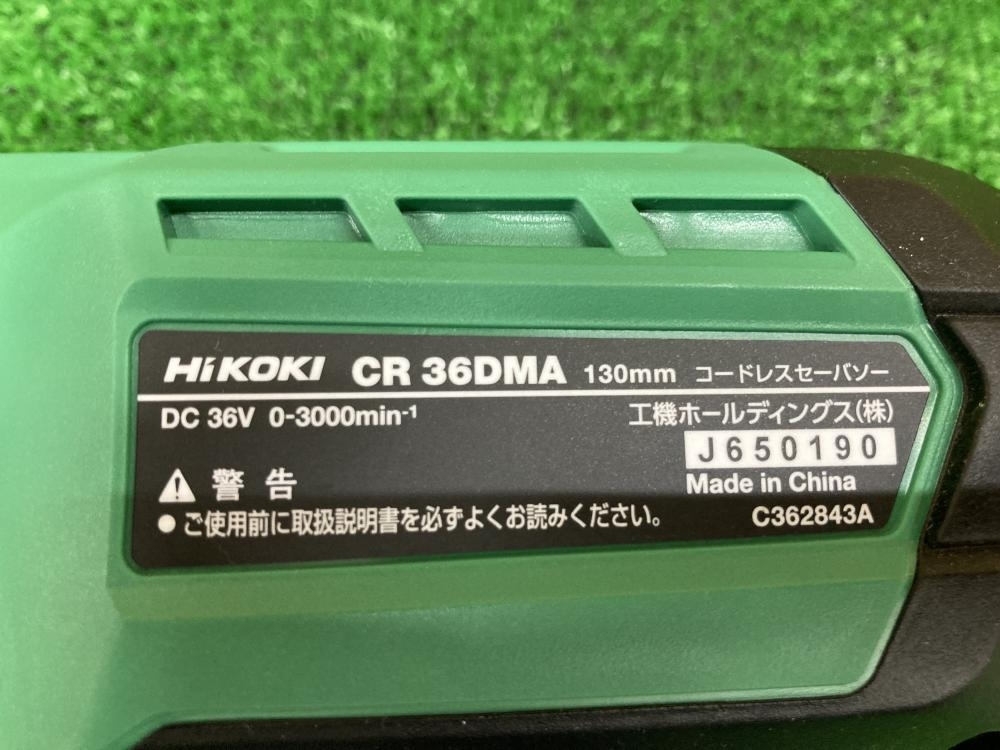 HiKOKI CR 36DMA 130mm コードレスセーバソー
DC 36V 0-3000min⁻¹ 工機ホールディングス(株)
J650190
Made in China
警告
●ご使用前に取扱説明書を必ずよくお読みください。 C362843A